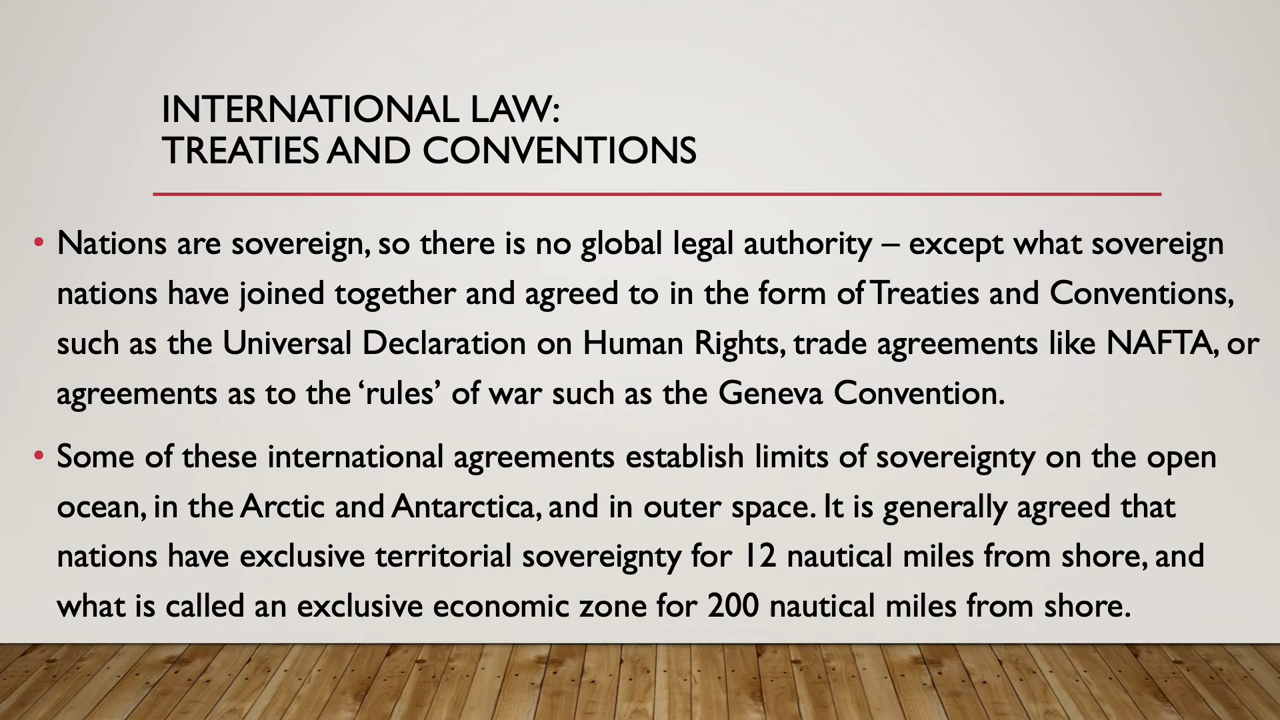 INTERNATIONAL LAW:
TREATIES AND CONVENTIONS
• Nations are sovereign, so there is no global legal authority – except what sovereign
nations have joined together and agreed to in the form of Treaties and Conventions,
such as the Universal Declaration on Human Rights, trade agreements like NAFTA, or
agreements as to the ‘rules’ of war such as the Geneva Convention.
• Some of these international agreements establish limits of sovereignty on the open
ocean, in the Arctic and Antarctica, and in outer space. It is generally agreed that
nations have exclusive territorial sovereignty for 12 nautical miles from shore, and
what is called an exclusive economic zone for 200 nautical miles from shore.